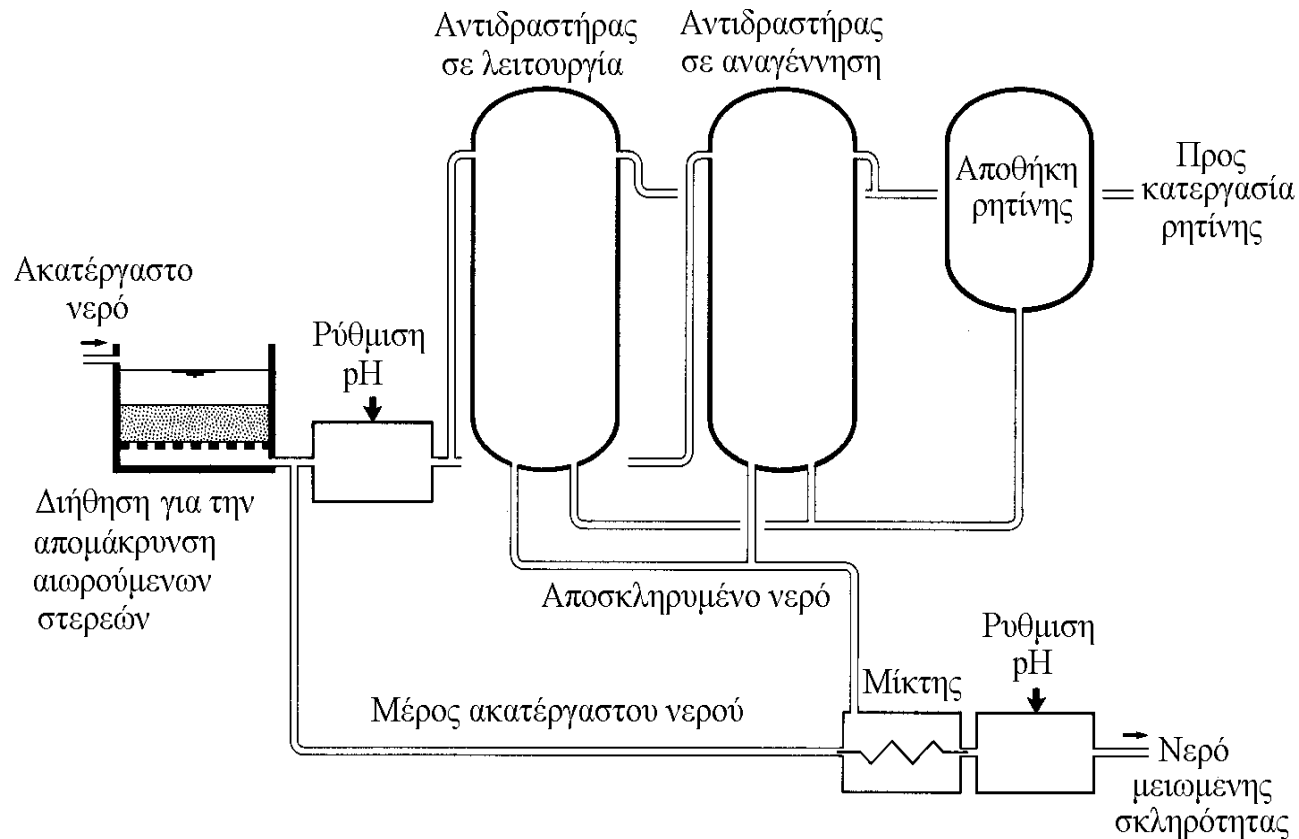 Αντιδραστήρας
σε λειτουργία
Αντιδραστήρας
σε αναγέννηση
Αποθήκη
ρητίνης
Προς
κατεργασία
ρητίνης
Ακατέργαστο
νερό
Ρύθμιση
pH
Διήθηση για την
απομάκρυνση
αιωρούμενων
στερεών
Αποσκληρυμένο νερό
Μέρος ακατέργαστου νερού
Μίκτης
Ρυθμιση
pH
Νερό
μειωμένης
σκληρότητας